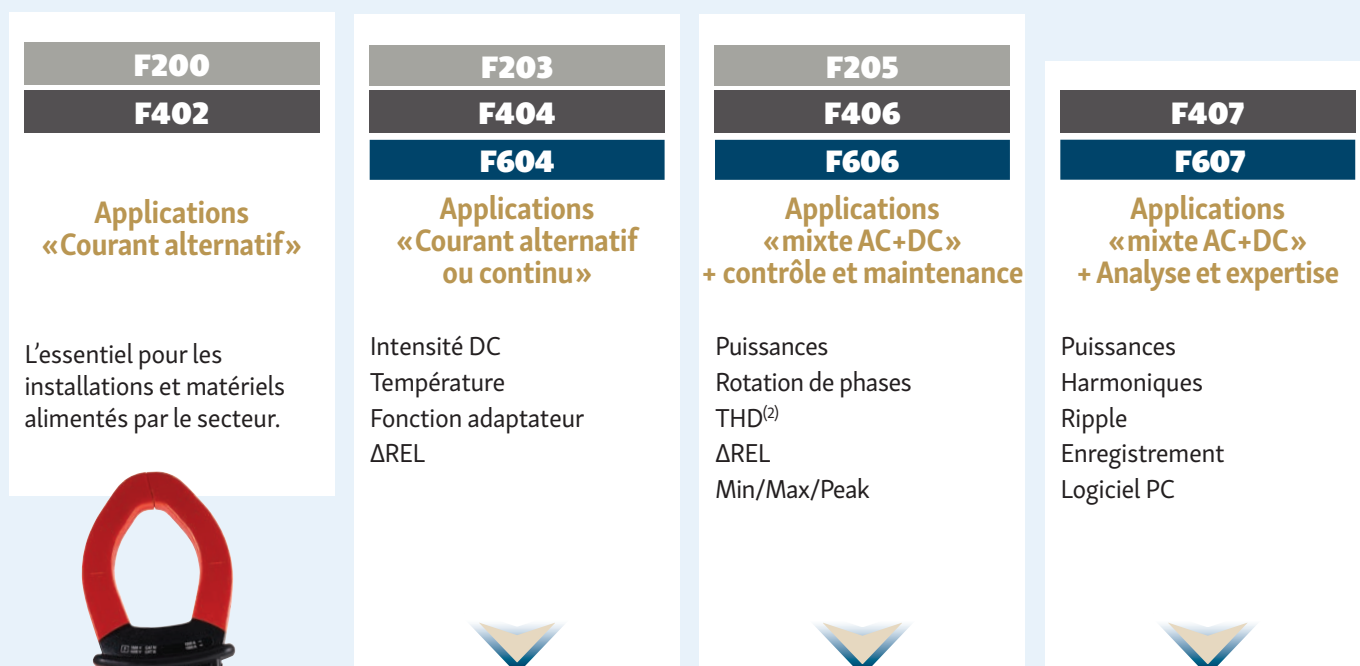 F200
F402
Applications
«Courant alternatif»
L'essentiel pour les
installations et matériels
alimentés par le secteur.
F203
F404
F604
Applications
«Courant alternatif
ou continu»
Intensité DC
Température
Fonction adaptateur
ΔREL
F205
F406
F606
Applications
«mixte AC+DC»
+ contrôle et maintenance
Puissances
Rotation de phases
THD(2)
ΔREL
Min/Max/Peak
F407
F607
Applications
«mixte AC+DC»
+ Analyse et expertise
Puissances
Harmoniques
Ripple
Enregistrement
Logiciel PC